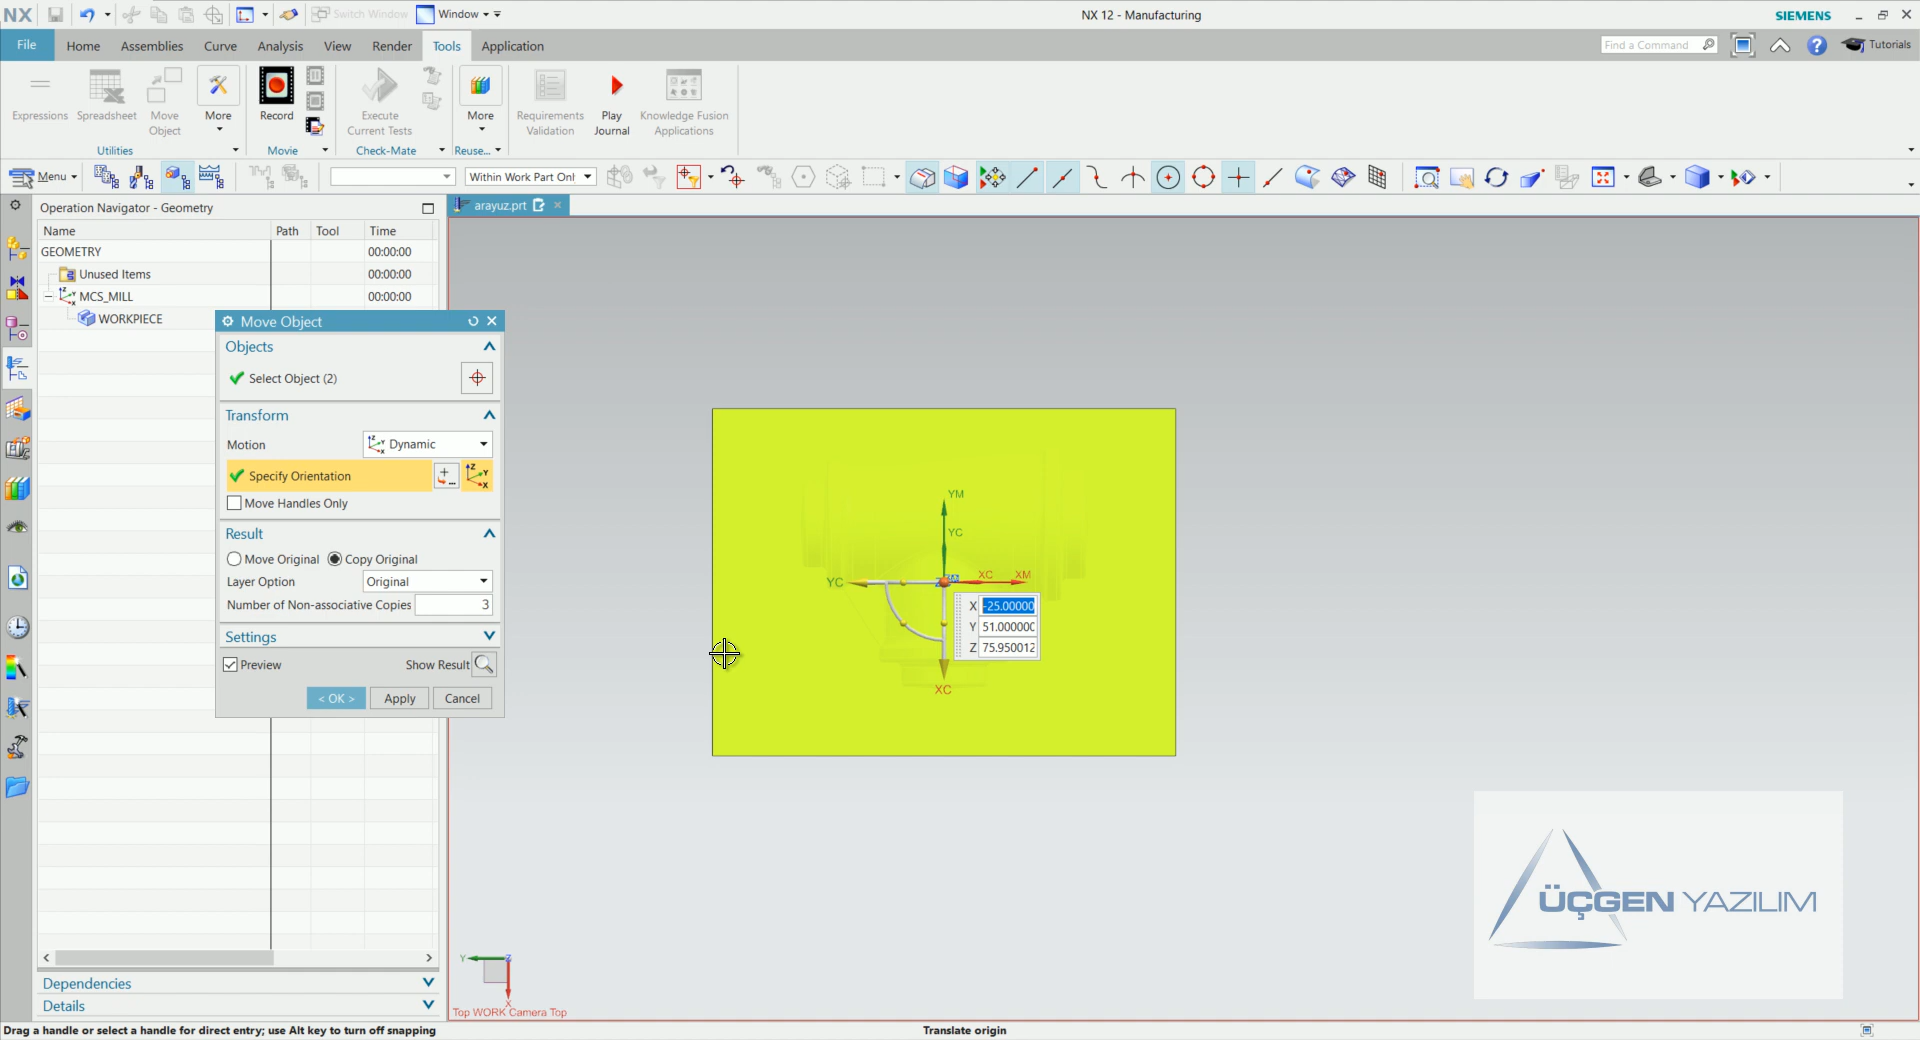 NX
Switch Window
Window
NX 12 - Manufacturing
SIEMENS
File
Home
Assemblies
Curve
Analysis
View
Render
Tools
Application
Find a Command
Tutorials
Expressions
Spreadsheet
Move Object
More
Record
Execute Current Tests
More
Requirements Validation
Play Journal
Knowledge Fusion Applications
Utilities
Movie
Check-Mate
Reuse...
Menu
Within Work Part Onl
Operation Navigator - Geometry
arayuz.prt
Name Path Tool Time
GEOMETRY 00:00:00
Unused Items 00:00:00
MCS_MILL 00:00:00
WORKPIECE
Move Object
Objects
Select Object (2)
Transform
Motion Dynamic
Specify Orientation
Move Handles Only
Result
Move Original Copy Original
Layer Option Original
Number of Non-associative Copies 3
Settings
Preview Show Result
< OK > Apply Cancel
YM
YC
XC XM
YC
X -25.00000
Y 51.000000
Z 75.950012
XC
ÜÇGEN YAZILIM
Dependencies
Details
Y Z
X
Top WORK Camera Top
Drag a handle or select a handle for direct entry; use Alt key to turn off snapping
Translate origin